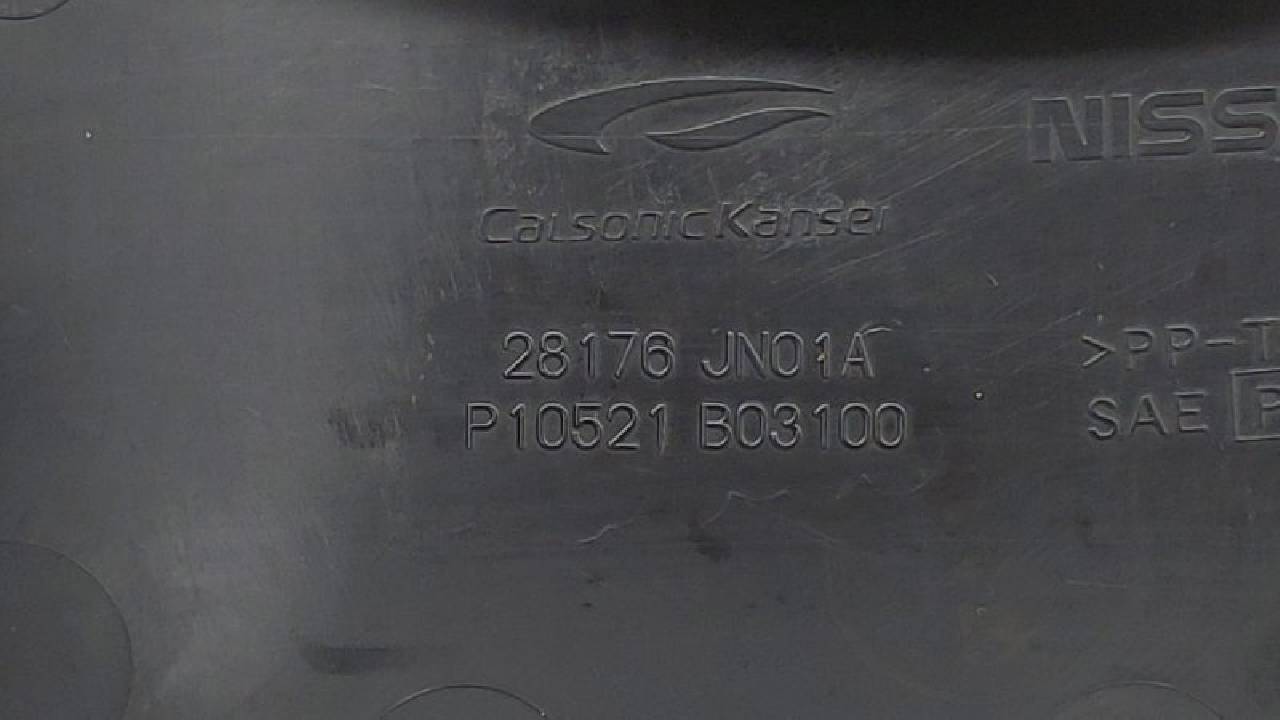 NISS
CalsonicKansei
28176 JN01A
>PP-T
P10521 B03100
SAE P